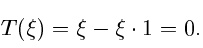 T(ξ) = ξ − ξ · 1 = 0.